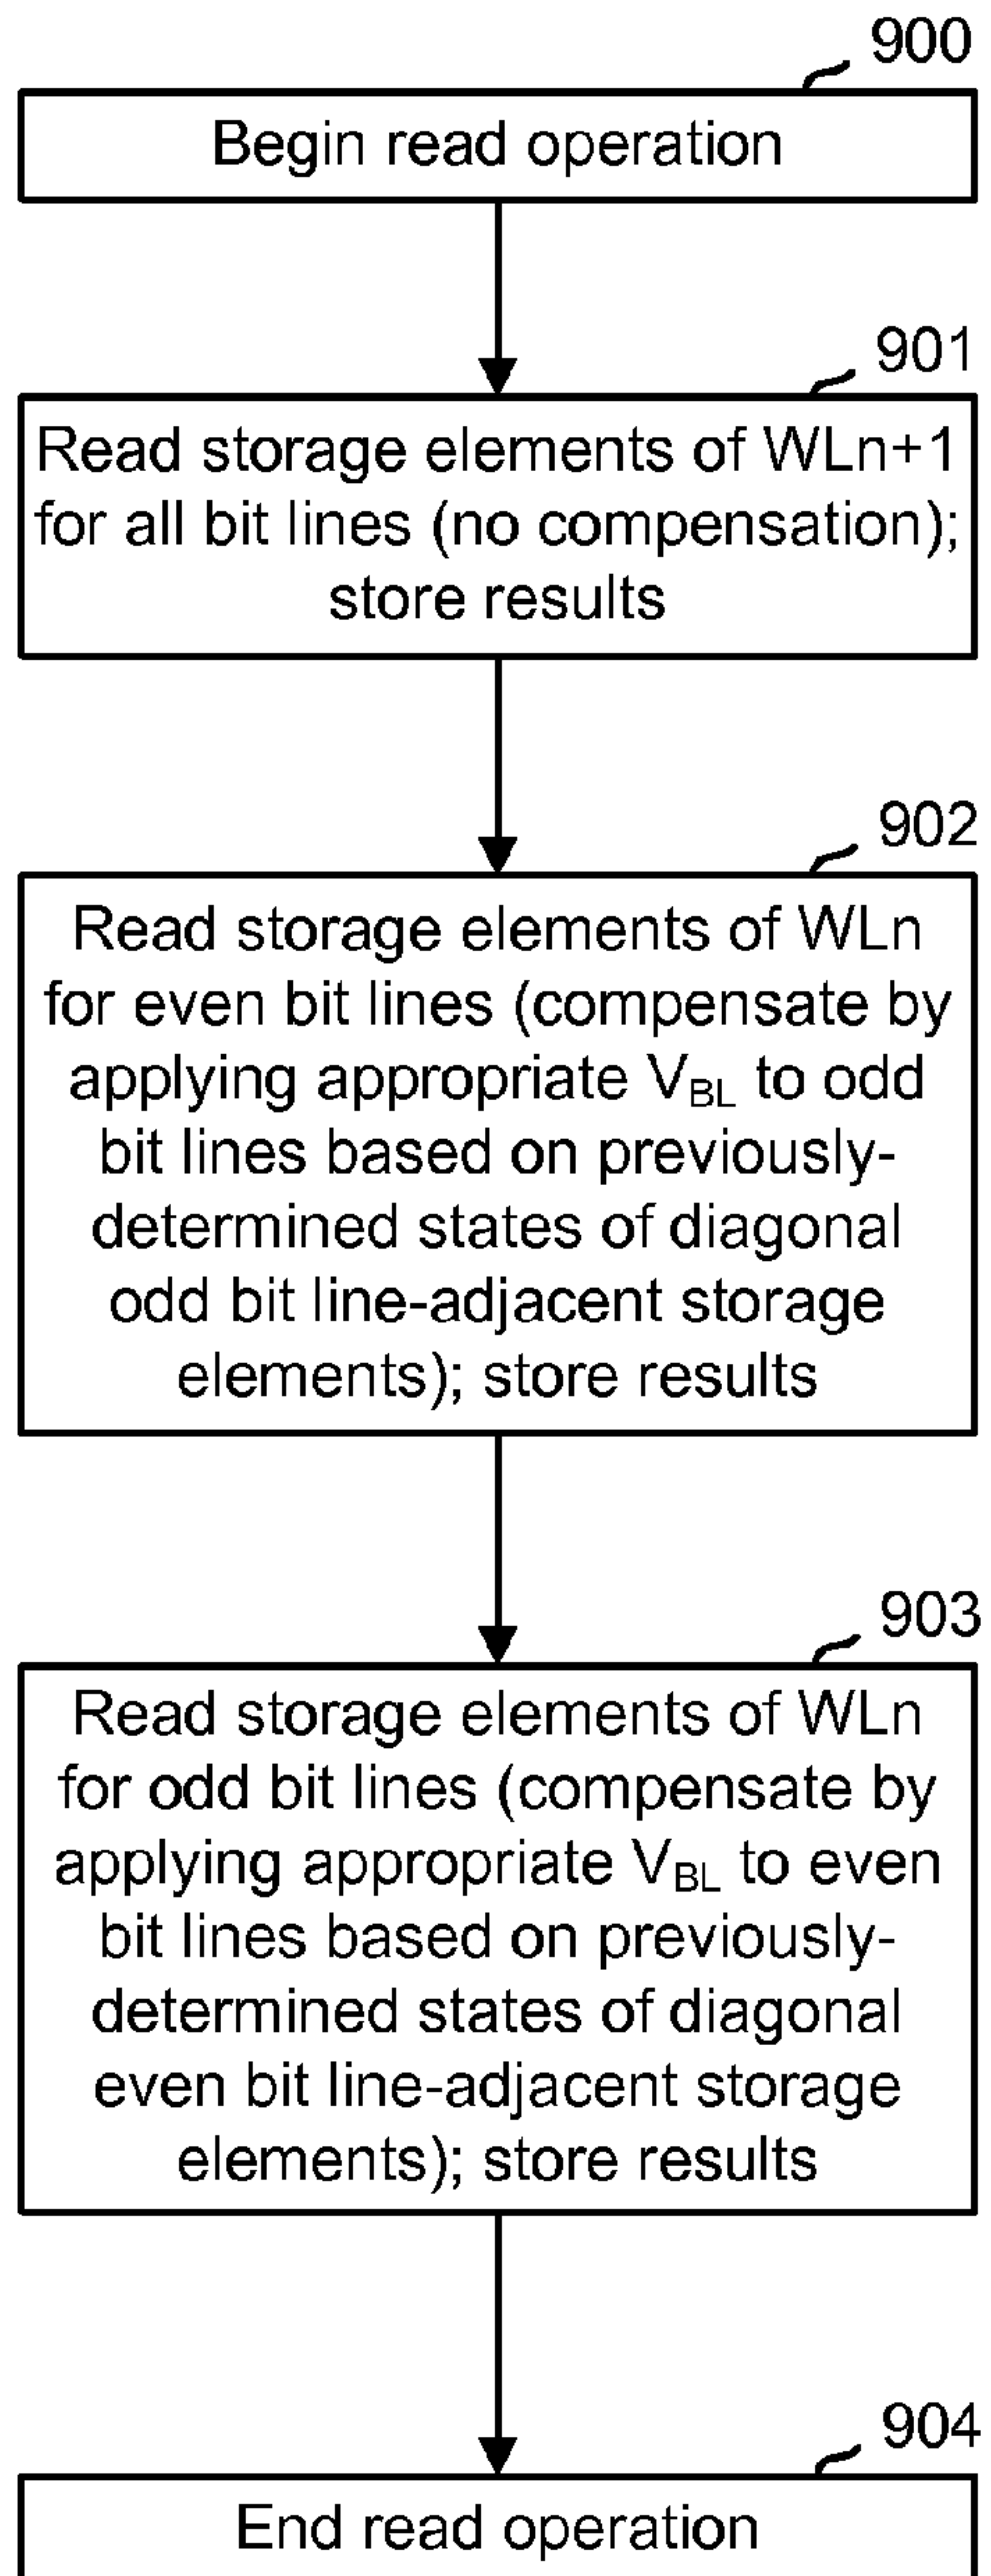 900
Begin read operation
901
Read storage elements of WLn+1
for all bit lines (no compensation);
store results
902
Read storage elements of WLn
for even bit lines (compensate by
applying appropriate VBL to odd
bit lines based on previously-
determined states of diagonal
odd bit line-adjacent storage
elements); store results
903
Read storage elements of WLn
for odd bit lines (compensate by
applying appropriate VBL to even
bit lines based on previously-
determined states of diagonal
even bit line-adjacent storage
elements); store results
904
End read operation